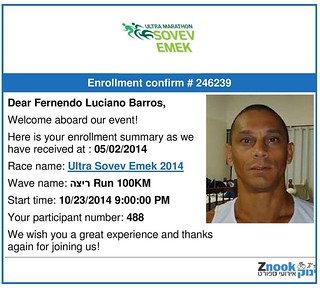 ULTRA MARATHON
SOVEV
EMEK
Enrollment confirm # 246239
Dear Fernendo Luciano Barros,
Welcome aboard our event!
Here is your enrollment summary as we
have received at : 05/02/2014
Race name: Ultra Sovev Emek 2014
Wave name: ריצה Run 100KM
Start time: 10/23/2014 9:00:00 PM
Your participant number: 488
We wish you a great experience and thanks
again for joining us!
Znook
אירועי ספורט